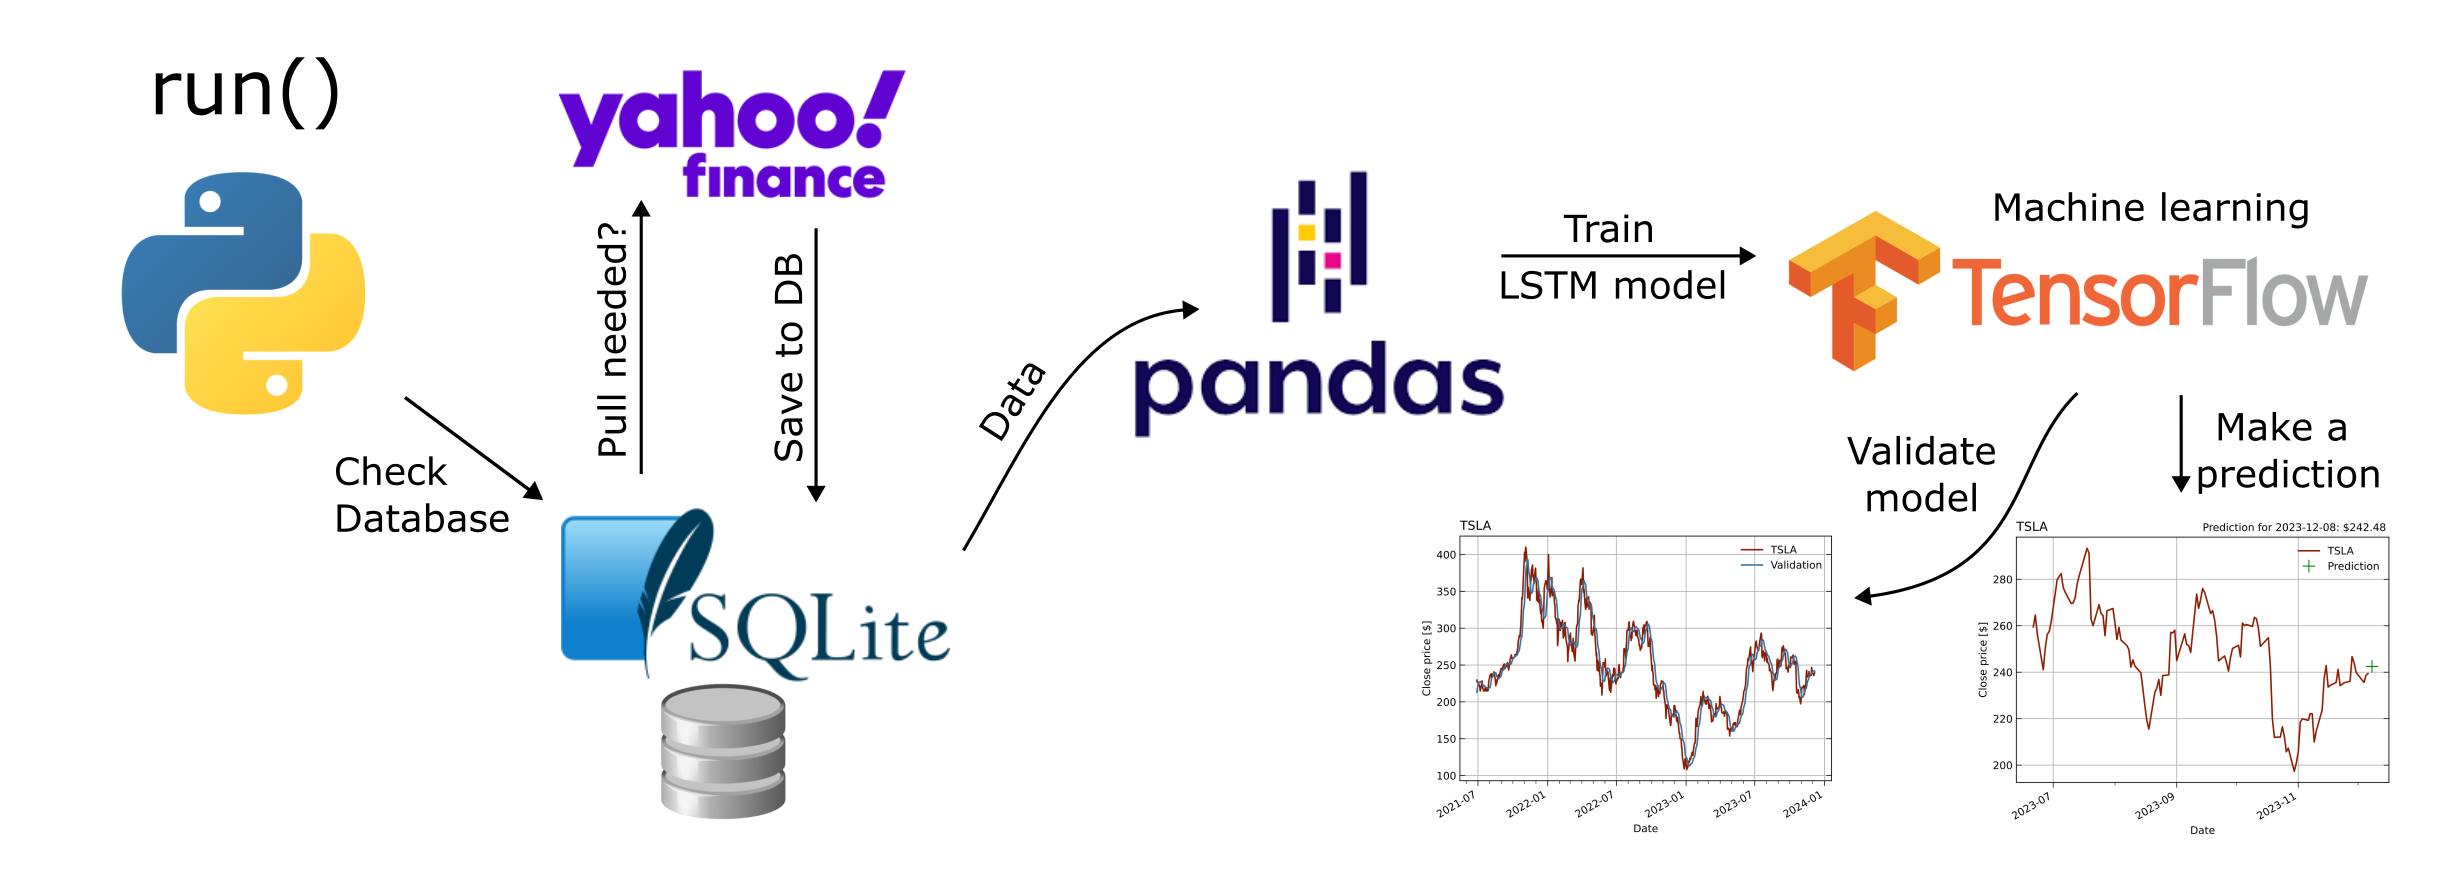 run()
yahoo!
finance
Pull needed?
Save to DB
Check
Database
SQLite
Data
pandas
Train
LSTM model
Machine learning
TensorFlow
Validate
model
Make a
prediction
TSLA
TSLA
Validation
400
350
300
250
200
150
100
Close price [$]
2021-07
2022-01
2022-07
2023-01
2023-07
2024-01
Date
TSLA
Prediction for 2023-12-08: $242.48
TSLA
Prediction
280
260
240
220
200
Close price [$]
2023-07
2023-09
2023-11
Date